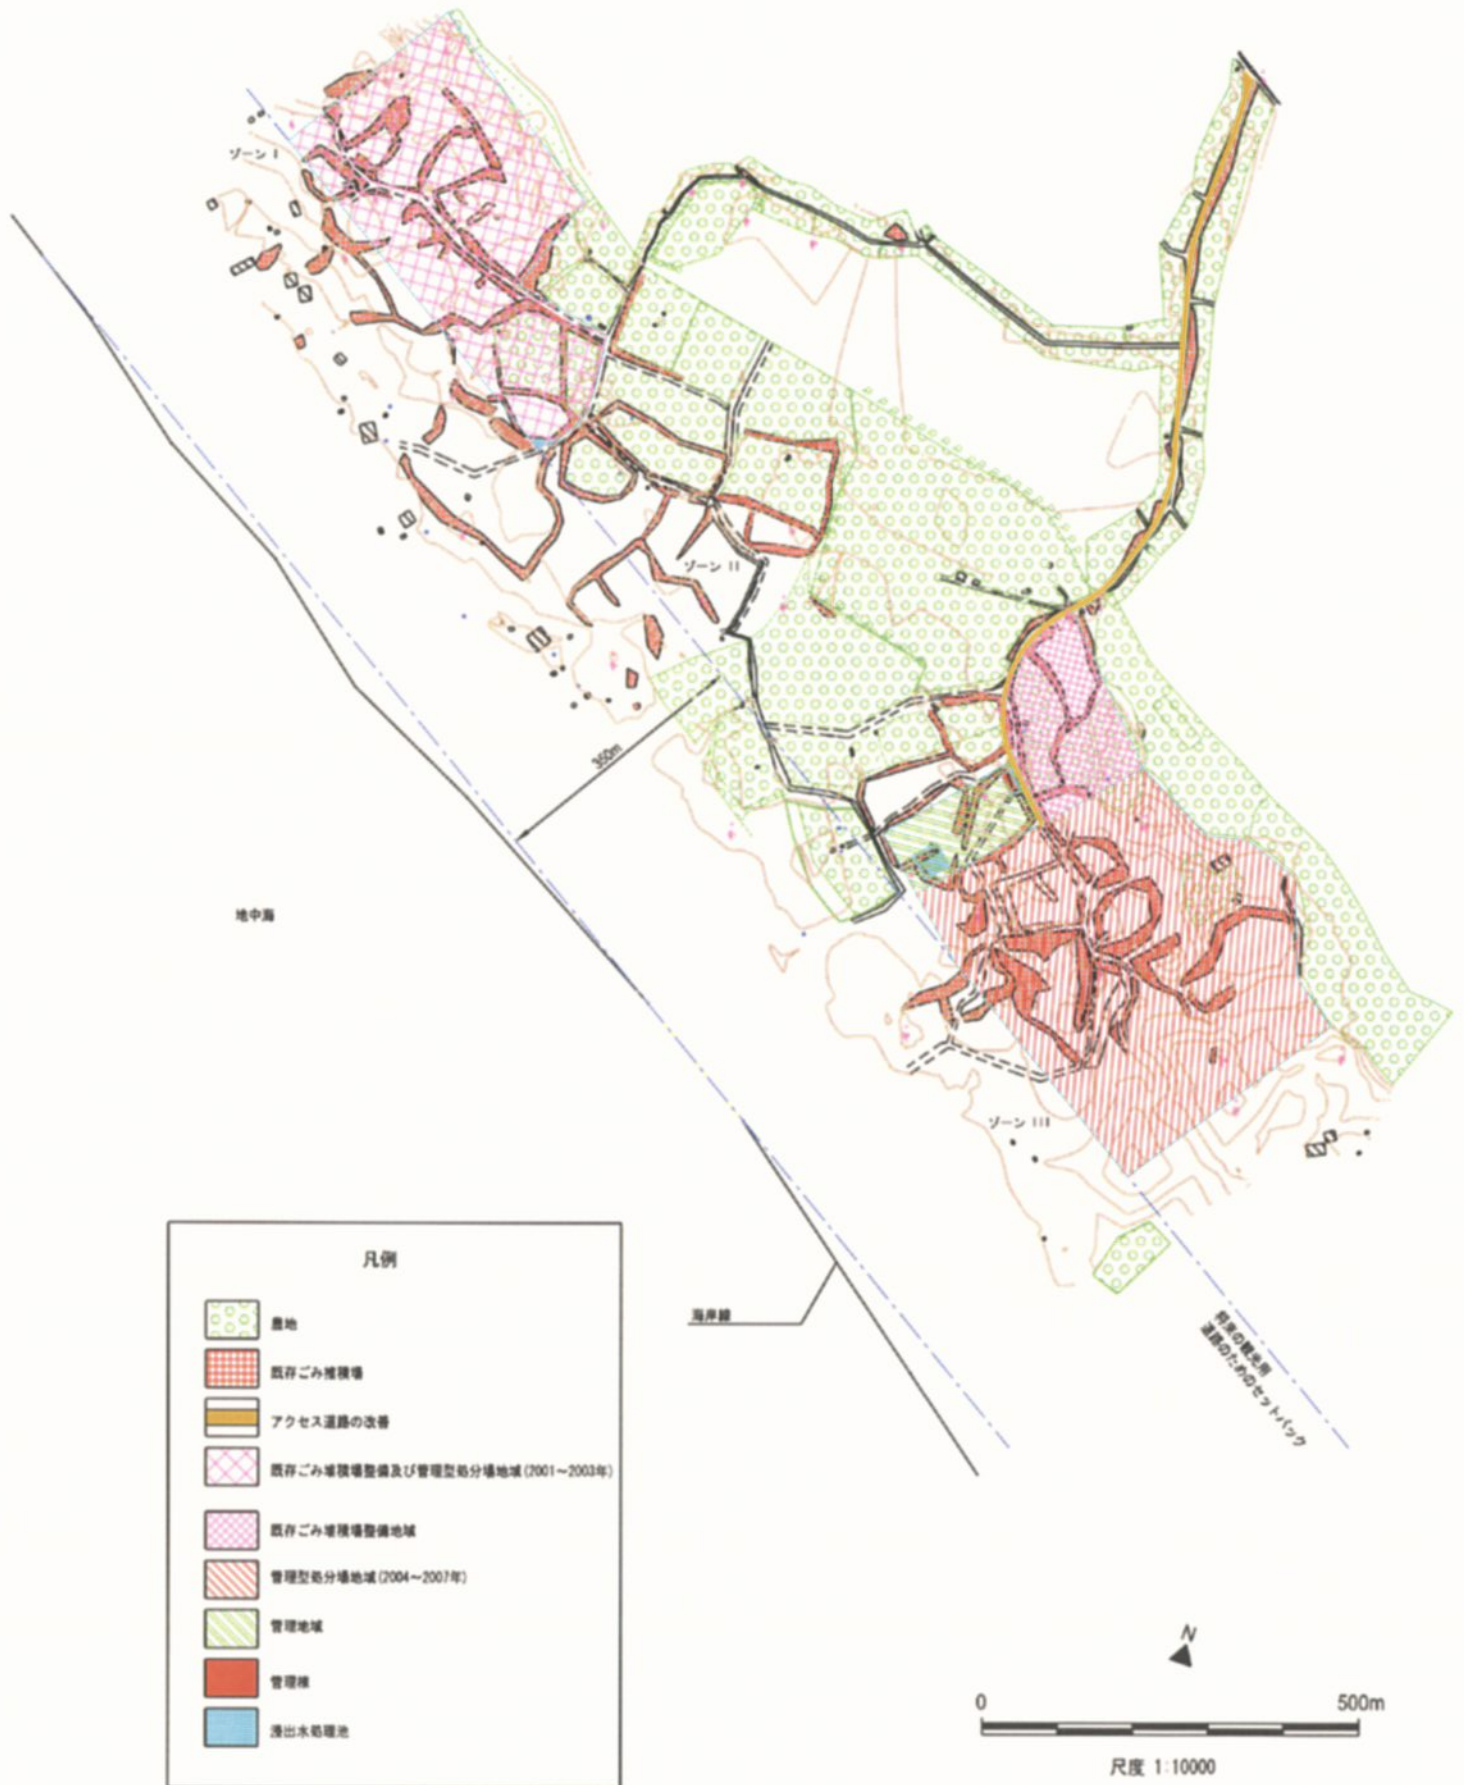 ゾーン I
ゾーン II
350m
地中海
ゾーン III
海岸線
将来の観光用
道路のためのセットバック
凡例
農地
既存ごみ堆積場
アクセス道路の改善
既存ごみ堆積場整備及び管理型処分場地域(2001～2003年)
既存ごみ堆積場整備地域
管理型処分場地域(2004～2007年)
管理地域
管理棟
浸出水処理池
N
0 500m
尺度 1:10000